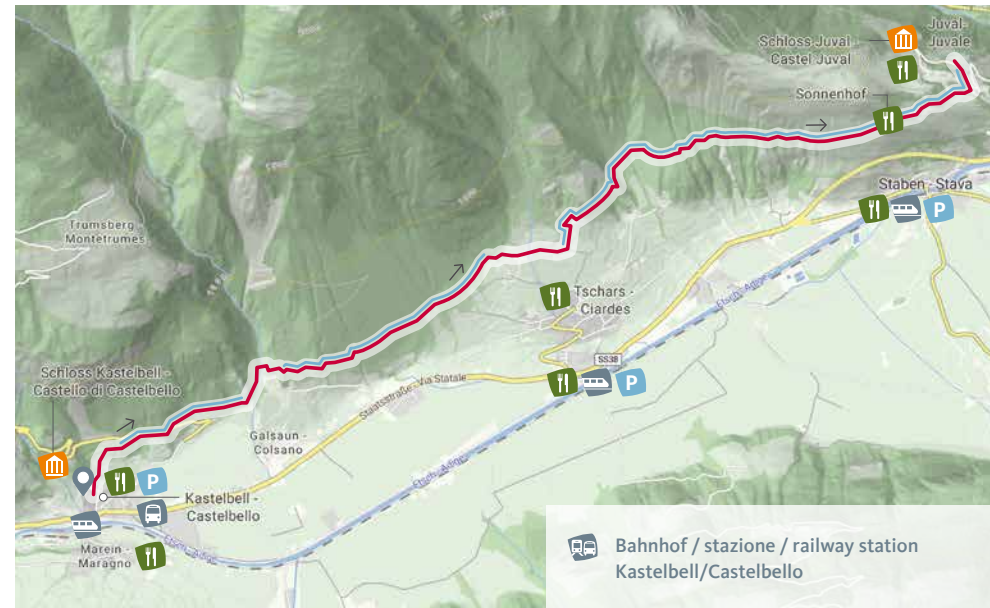 Juval-
Juvale
Schloss Juval
Castel Juval
Sonnenhof
Staben - Stava
P
Trumsberg
Montetrumes
Etsch - Adige
Tschars -
Ciardes
SS38
P
Staatsstraße - Via Statale
Schloss Kastelbell -
Castello di Castelbello
Galsaun -
Colsano
Etsch - Adige
P
Kastelbell -
Castelbello
Marein -
Maragno
Etsch - Adige
Bahnhof / stazione / railway station
Kastelbell/Castelbello